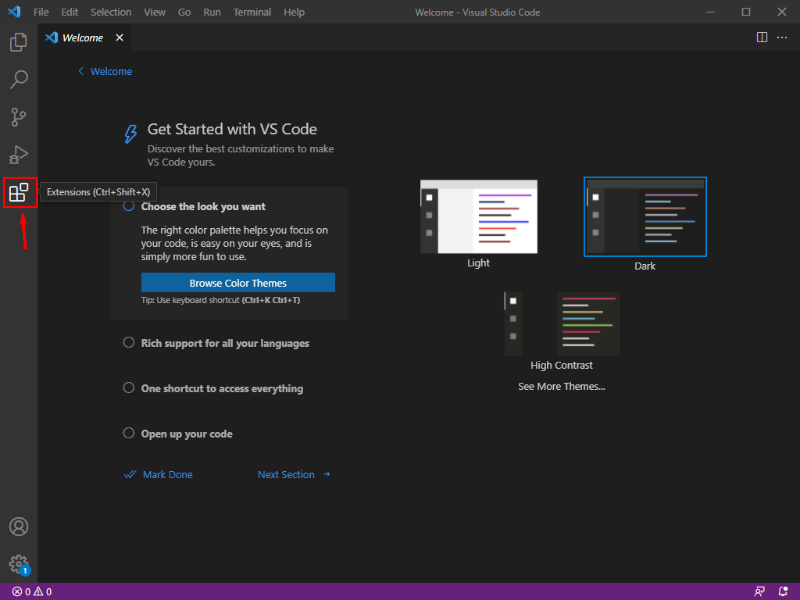 File Edit Selection View Go Run Terminal Help Welcome - Visual Studio Code
Welcome
Welcome
Get Started with VS Code
Discover the best customizations to make
VS Code yours.
Extensions (Ctrl+Shift+X)
Choose the look you want
The right color palette helps you focus on
your code, is easy on your eyes, and is
simply more fun to use.
Browse Color Themes
Tip: Use keyboard shortcut (Ctrl+K Ctrl+T)
Rich support for all your languages
One shortcut to access everything
Open up your code
Mark Done Next Section
Light
Dark
High Contrast
See More Themes...
1
0 0